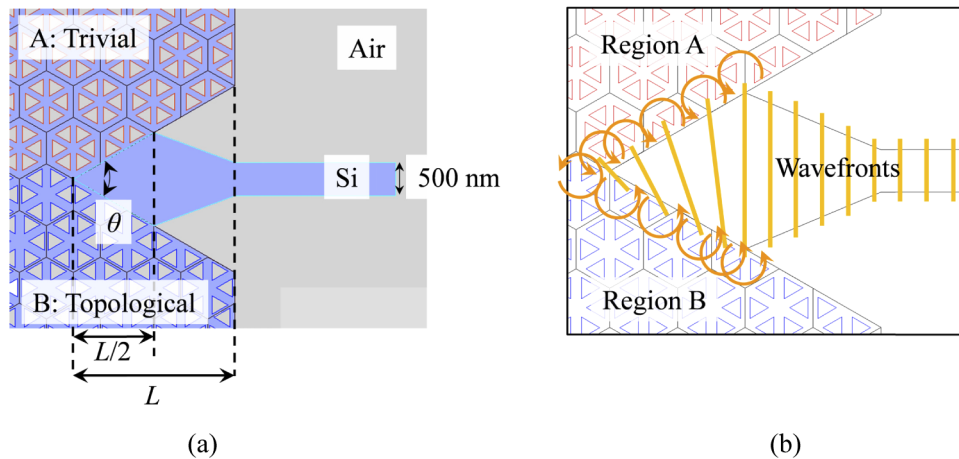 A: Trivial
Air
Si
500 nm
θ
B: Topological
L/2
L
(a)
Region A
Wavefronts
Region B
(b)